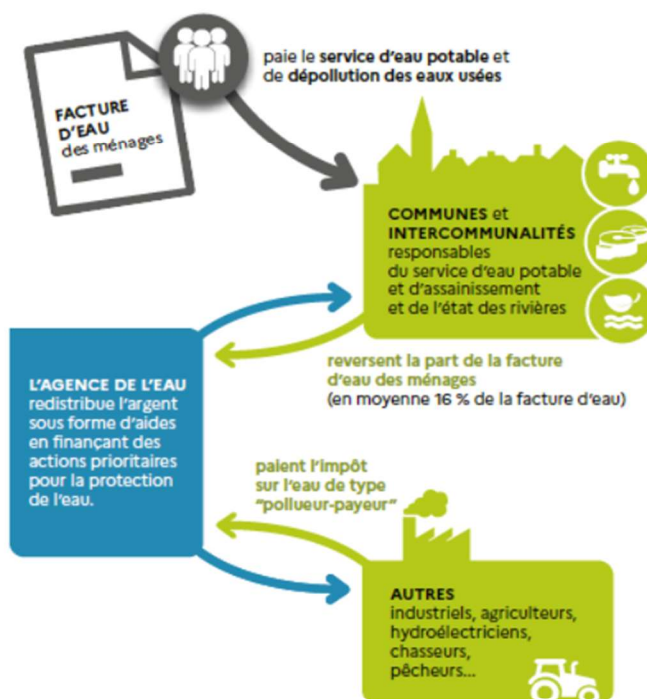 paie le service d'eau potable et
de dépollution des eaux usées
FACTURE
D'EAU
des ménages
COMMUNES et
INTERCOMMUNALITÉS
responsables
du service d'eau potable
et d'assainissement
et de l'état des rivières
reversent la part de la facture
d'eau des ménages
(en moyenne 16 % de la facture d'eau)
L'AGENCE DE L'EAU
redistribue l'argent
sous forme d'aides
en finançant des
actions prioritaires
pour la protection
de l'eau.
paient l'impôt
sur l'eau de type
"pollueur-payeur"
AUTRES
industriels, agriculteurs,
hydroélectriciens,
chasseurs,
pêcheurs...